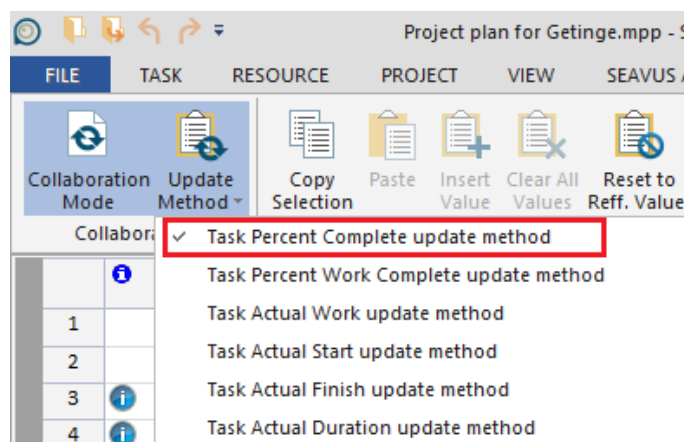 Project plan for Getinge.mpp - S
FILE TASK RESOURCE PROJECT VIEW SEAVUS
Collaboration Update Copy Paste Insert Clear All Reset to
Mode Method Selection Value Values Reff. Value
Collabor
✓ Task Percent Complete update method
Task Percent Work Complete update method
1 Task Actual Work update method
2 Task Actual Start update method
3 Task Actual Finish update method
4 Task Actual Duration update method